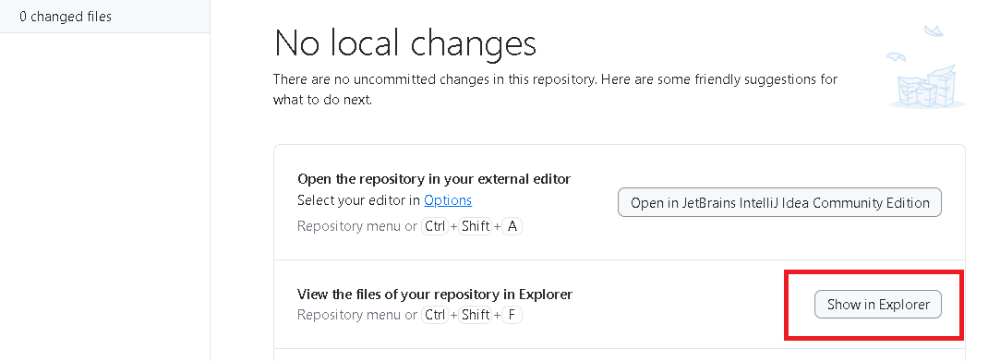 0 changed files
No local changes
There are no uncommitted changes in this repository. Here are some friendly suggestions for
what to do next.
Open the repository in your external editor
Select your editor in Options
Repository menu or Ctrl + Shift + A
Open in JetBrains IntelliJ Idea Community Edition
View the files of your repository in Explorer
Repository menu or Ctrl + Shift + F
Show in Explorer